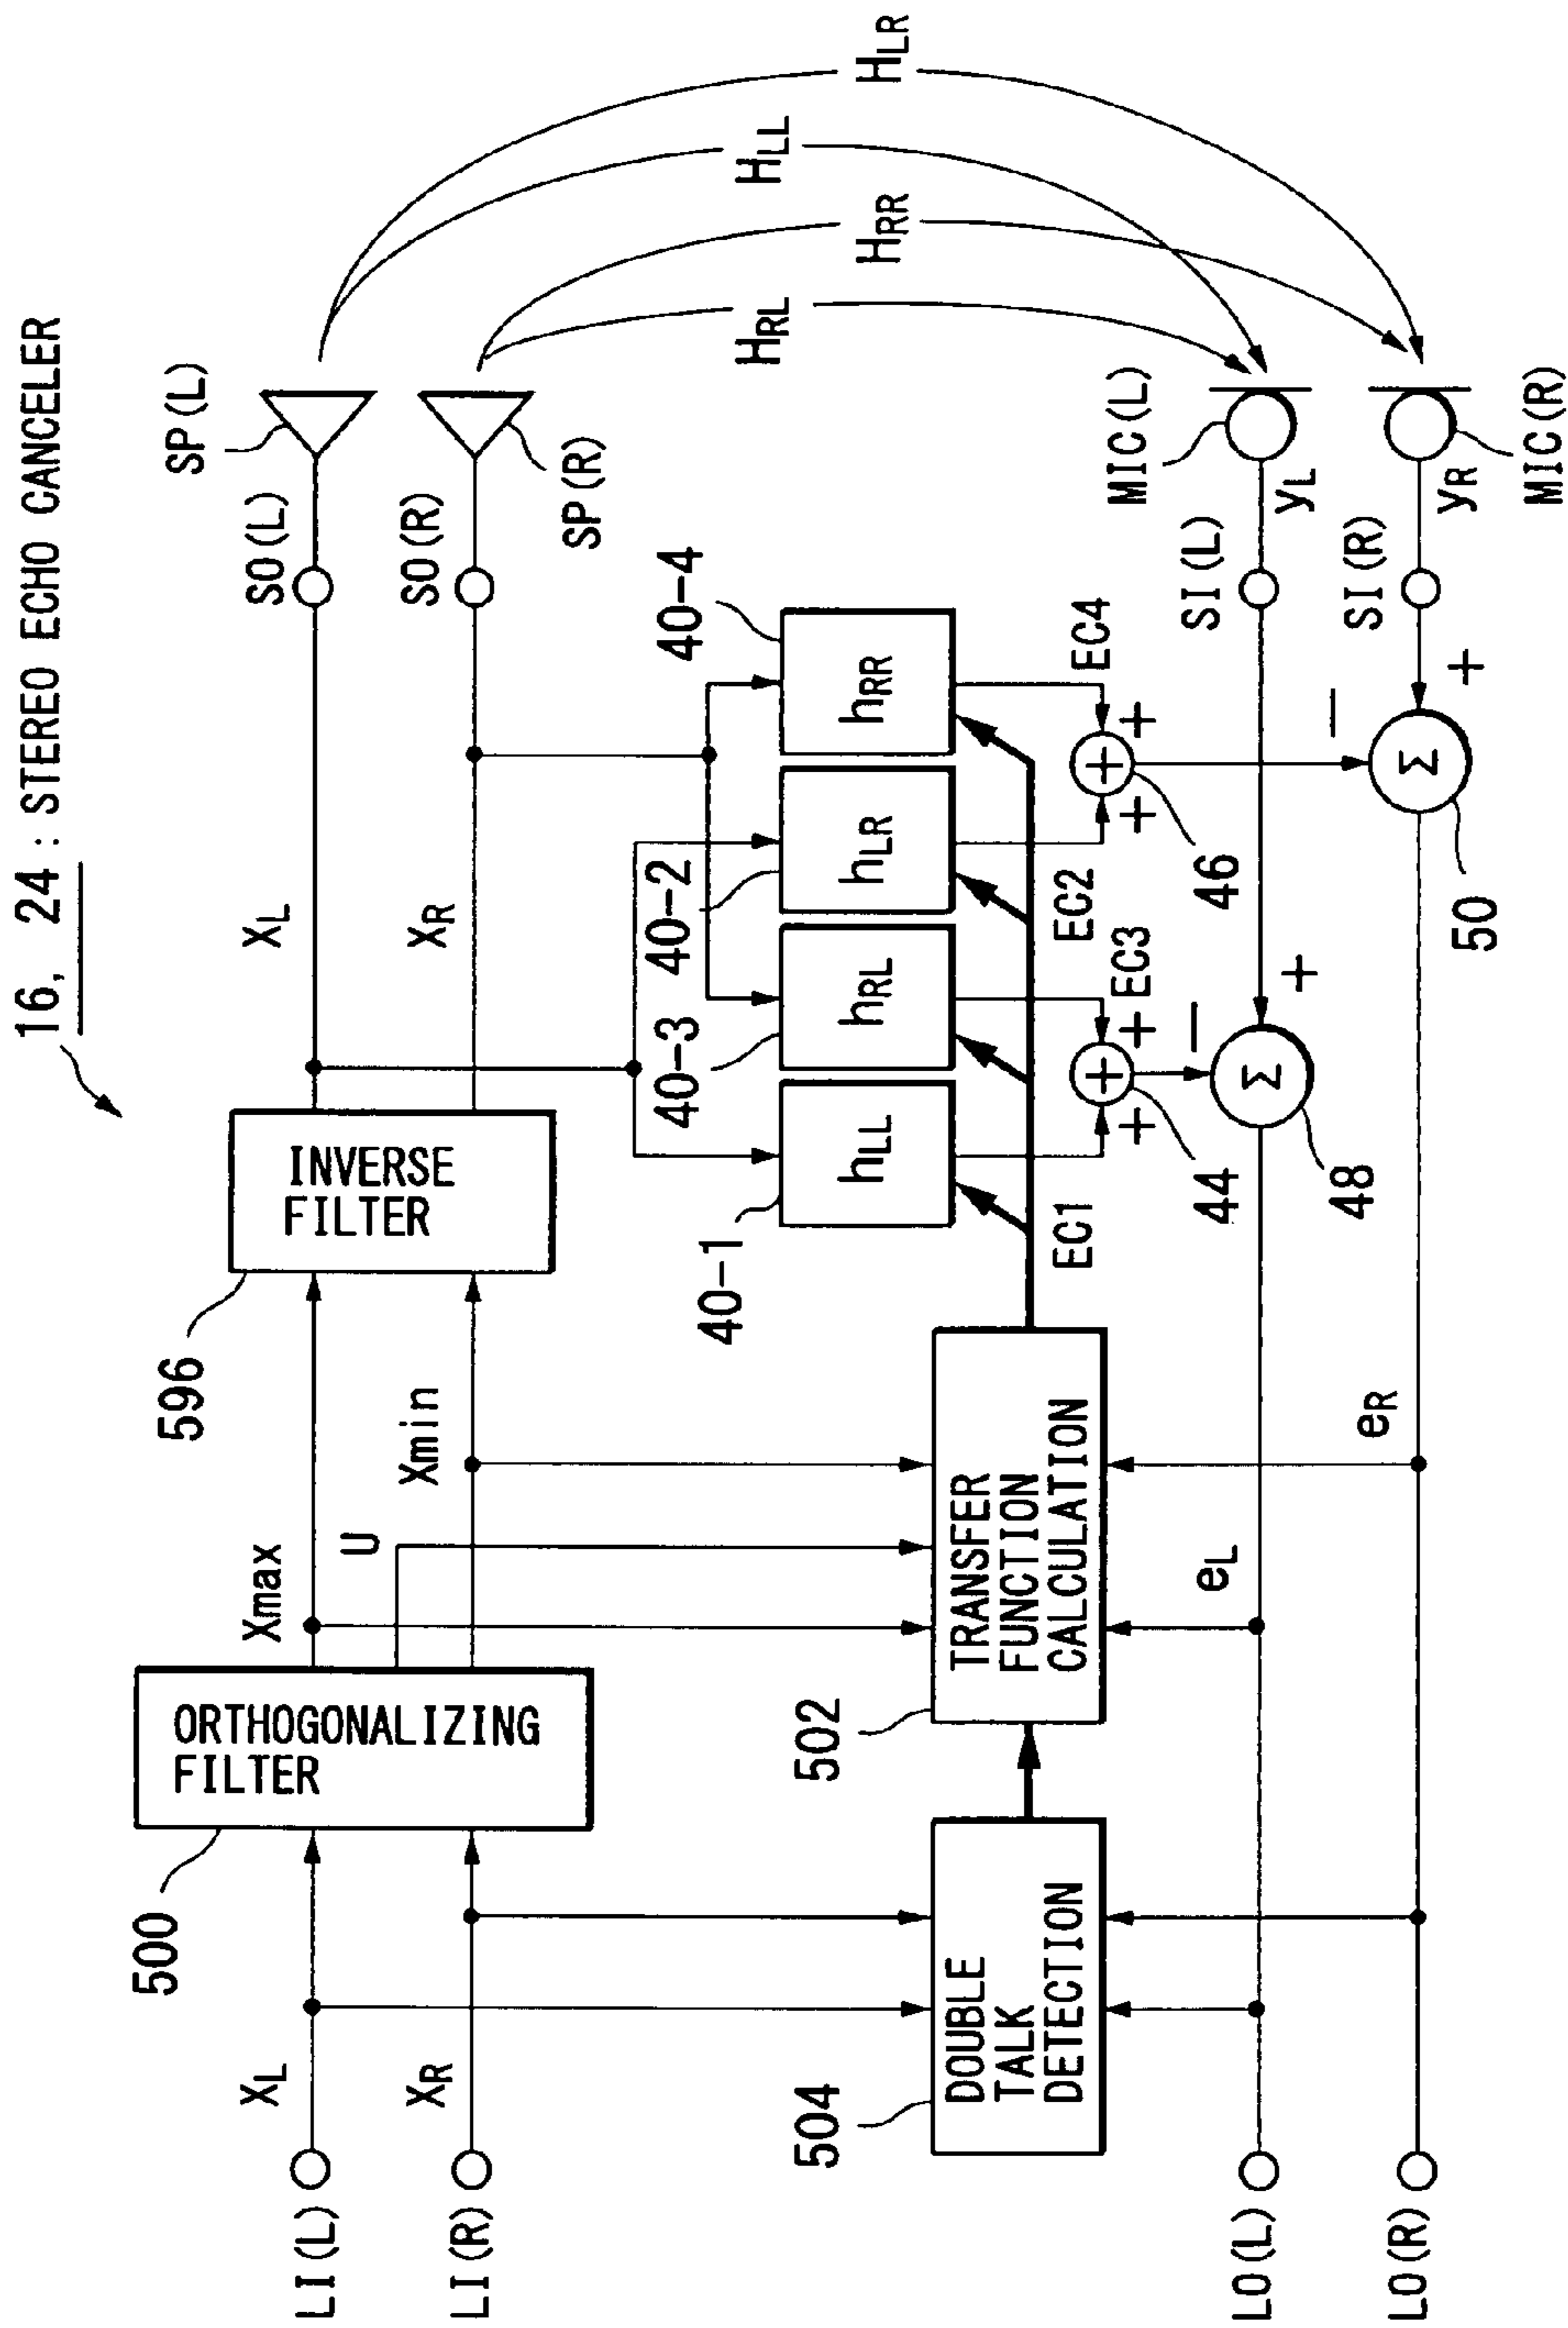 16, 24 : STEREO ECHO CANCELER
500
596
SP(L)
XL
Xmax
XL
SO(L)
LI(L)
ORTHOGONALIZING
FILTER
INVERSE
FILTER
U
HLR
HLL
HRR
HRL
XR
Xmin
XR
SO(R)
LI(R)
SP(R)
40-1
40-3
40-2
40-4
hLL
hRL
hLR
hRR
504
502
DOUBLE
TALK
DETECTION
TRANSFER
FUNCTION
CALCULATION
EC1
EC3
EC2
EC4
+
+
+
+
44
46
MIC(L)
SI(L)
yL
eL
−
Σ
+
LO(L)
48
−
SI(R)
yR
eR
Σ
+
LO(R)
50
MIC(R)